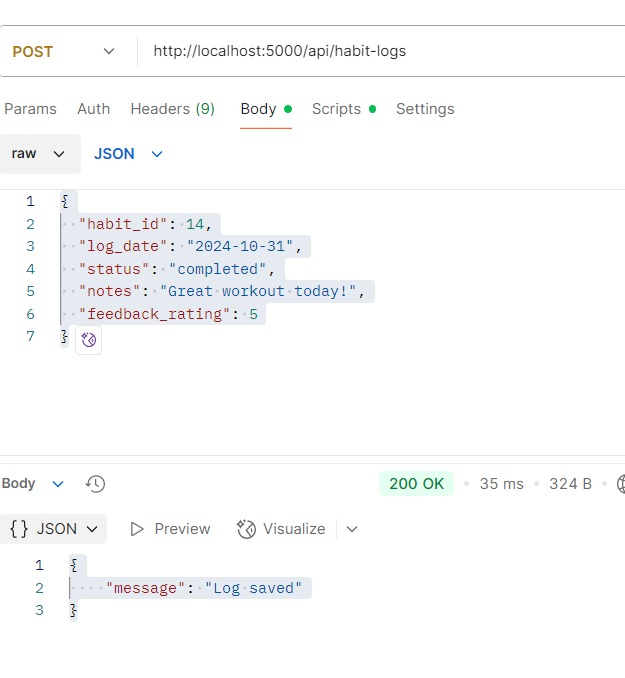 POST http://localhost:5000/api/habit-logs
Params Auth Headers (9) Body Scripts Settings
raw JSON
1 {
2 "habit_id": 14,
3 "log_date": "2024-10-31",
4 "status": "completed",
5 "notes": "Great workout today!",
6 "feedback_rating": 5
7 }
Body 200 OK 35 ms 324 B
{} JSON Preview Visualize
1 {
2 "message": "Log saved"
3 }